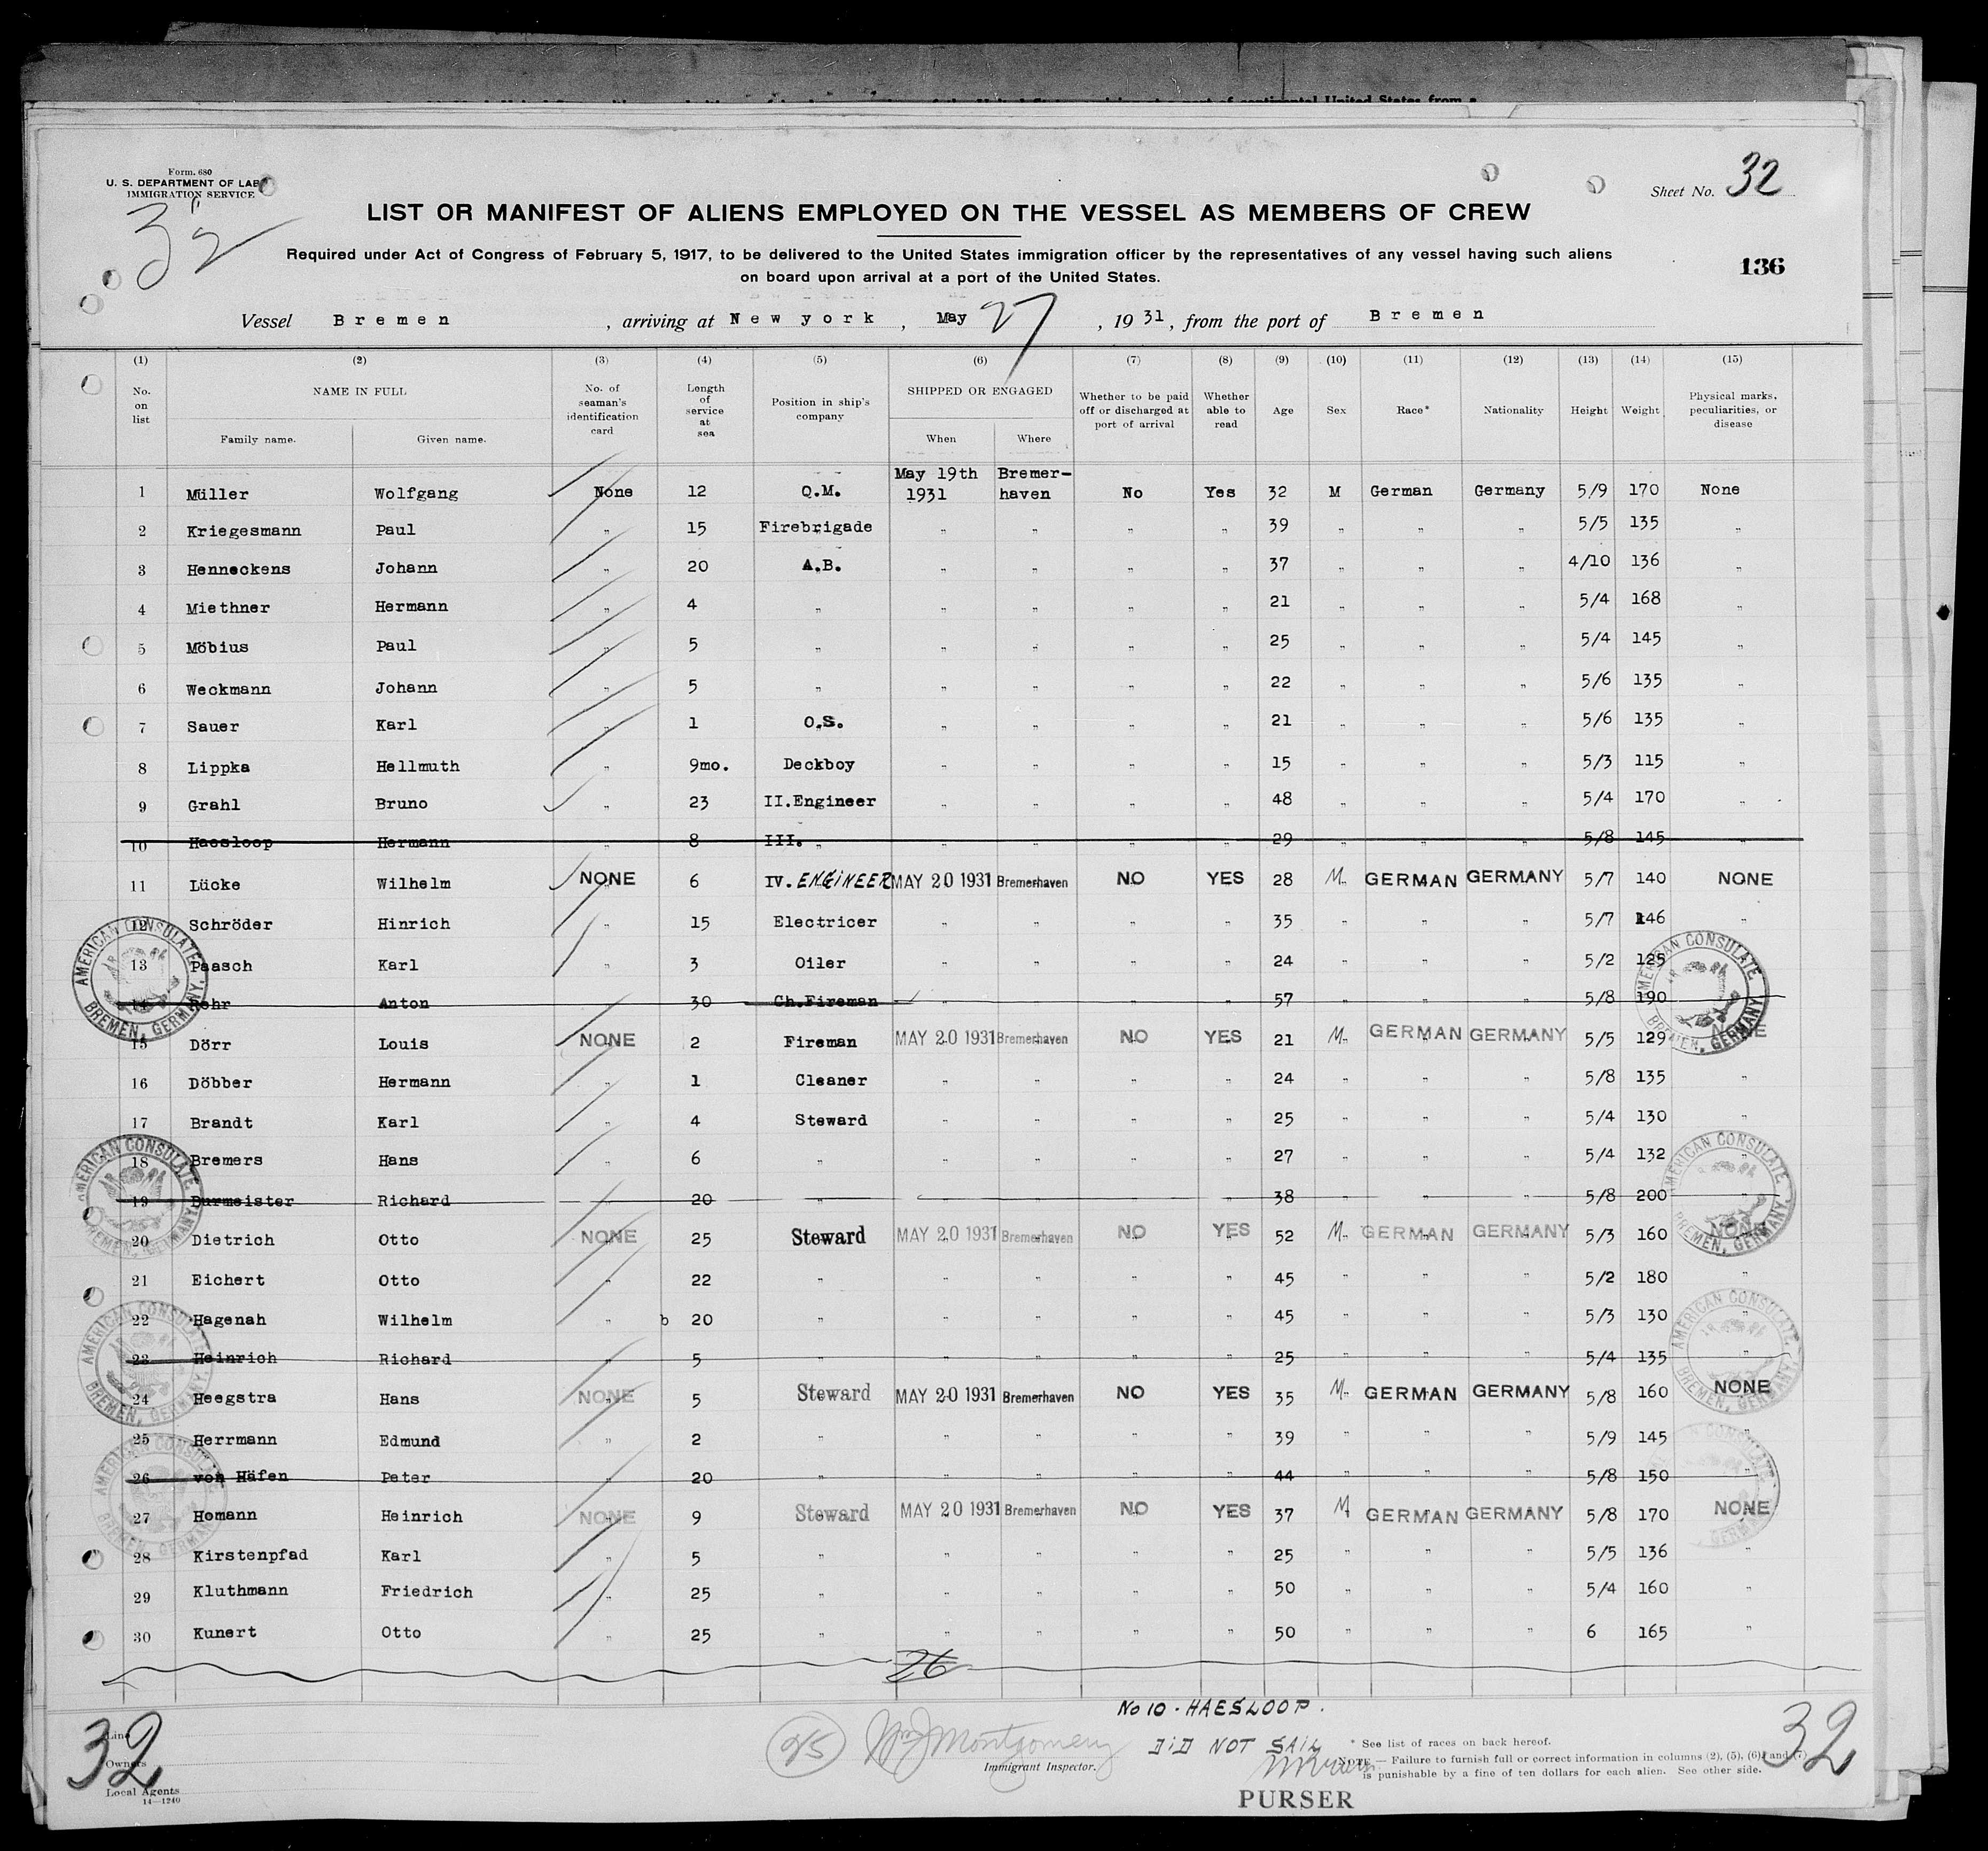 Form. 680
U. S. DEPARTMENT OF LAB
IMMIGRATION SERVICE
32
Sheet No. 32
LIST OR MANIFEST OF ALIENS EMPLOYED ON THE VESSEL AS MEMBERS OF CREW
Required under Act of Congress of February 5, 1917, to be delivered to the United States immigration officer by the representatives of any vessel having such aliens
on board upon arrival at a port of the United States.
136
Vessel Bremen, arriving at New york, May 27, 1931, from the port of Bremen
(1) (2) (3) (4) (5) (6) (7) (8) (9) (10) (11) (12) (13) (14) (15)
No. on list NAME IN FULL Family name. Given name. No. of seaman's identification card Length of service at sea Position in ship's company SHIPPED OR ENGAGED When Where Whether to be paid off or discharged at port of arrival Whether able to read Age Sex Race* Nationality Height Weight Physical marks, peculiarities, or disease
1 Müller Wolfgang None 12 Q.M. May 19th 1931 Bremer-haven No Yes 32 M German Germany 5/9 170 None
2 Kriegesmann Paul " 15 Firebrigade " " " " 39 " " " 5/5 135 "
3 Henneckens Johann " 20 A.B. " " " " 37 " " " 4/10 136 "
4 Miethner Hermann " 4 " " " " " 21 " " " 5/4 168 "
5 Möbius Paul " 5 " " " " " 25 " " " 5/4 145 "
6 Weckmann Johann " 5 " " " " " 22 " " " 5/6 135 "
7 Sauer Karl " 1 O.S. " " " " 21 " " " 5/6 135 "
8 Lippka Hellmuth " 9mo. Deckboy " " " " 15 " " " 5/3 115 "
9 Grahl Bruno " 23 II.Engineer " " " " 48 " " " 5/4 170 "
10 Haesloop Hermann " 8 III. " " " " " 29 " " " 5/8 145 "
11 Lücke Wilhelm NONE 6 IV. ENGINEER MAY 20 1931 Bremerhaven NO YES 28 M GERMAN GERMANY 5/7 140 NONE
12 Schröder Hinrich " 15 Electricer " " " " 35 " " " 5/7 146 "
13 Paasch Karl " 3 Oiler " " " " 24 " " " 5/2 125
14 Rohr Anton 30 Ch.Fireman " " " " 57 " " " 5/8 190
15 Dörr Louis NONE 2 Fireman MAY 20 1931 Bremerhaven NO YES 21 M GERMAN GERMANY 5/5 129 NONE
16 Döbber Hermann " 1 Cleaner " " " " 24 " " " 5/8 135 "
17 Brandt Karl " 4 Steward " " " " 25 " " " 5/4 130 "
18 Bremers Hans " 6 " " " " " 27 " " " 5/4 132 "
19 Burmeister Richard 20 " " " " " 38 " " " 5/8 200 "
20 Dietrich Otto NONE 25 Steward MAY 20 1931 Bremerhaven NO YES 52 M GERMAN GERMANY 5/3 160 NONE
21 Eichert Otto " 22 " " " " " 45 " " " 5/2 180 "
22 Hagenah Wilhelm " b 20 " " " " " 45 " " " 5/3 130 "
23 Heinrich Richard " 5 " " " " " 25 " " " 5/4 135 "
24 Heegstra Hans NONE 5 Steward MAY 20 1931 Bremerhaven NO YES 35 M GERMAN GERMANY 5/8 160 NONE
25 Herrmann Edmund " 2 " " " " " 39 " " " 5/9 145 "
26 von Häfen Peter " 20 " " " " " 44 " " " 5/8 150 "
27 Homann Heinrich NONE 9 Steward MAY 20 1931 Bremerhaven NO YES 37 M GERMAN GERMANY 5/8 170 NONE
28 Kirstenpfad Karl " 5 " " " " " 25 " " " 5/5 136 "
29 Kluthmann Friedrich " 25 " " " " " 50 " " " 5/4 160 "
30 Kunert Otto " 25 " " " " " 50 " " " 6 165 "
26
AMERICAN CONSULATE
BREMEN, GERMANY.
No 10 - HAESLOOP.
DID NOT SAIL
32
Line
Owners
Local Agents
14—1240
25
Wm J Montgomery
Immigrant Inspector.
* See list of races on back hereof.
NOTE.—Failure to furnish full or correct information in columns (2), (5), (6), and (7)
is punishable by a fine of ten dollars for each alien. See other side.
PURSER
32